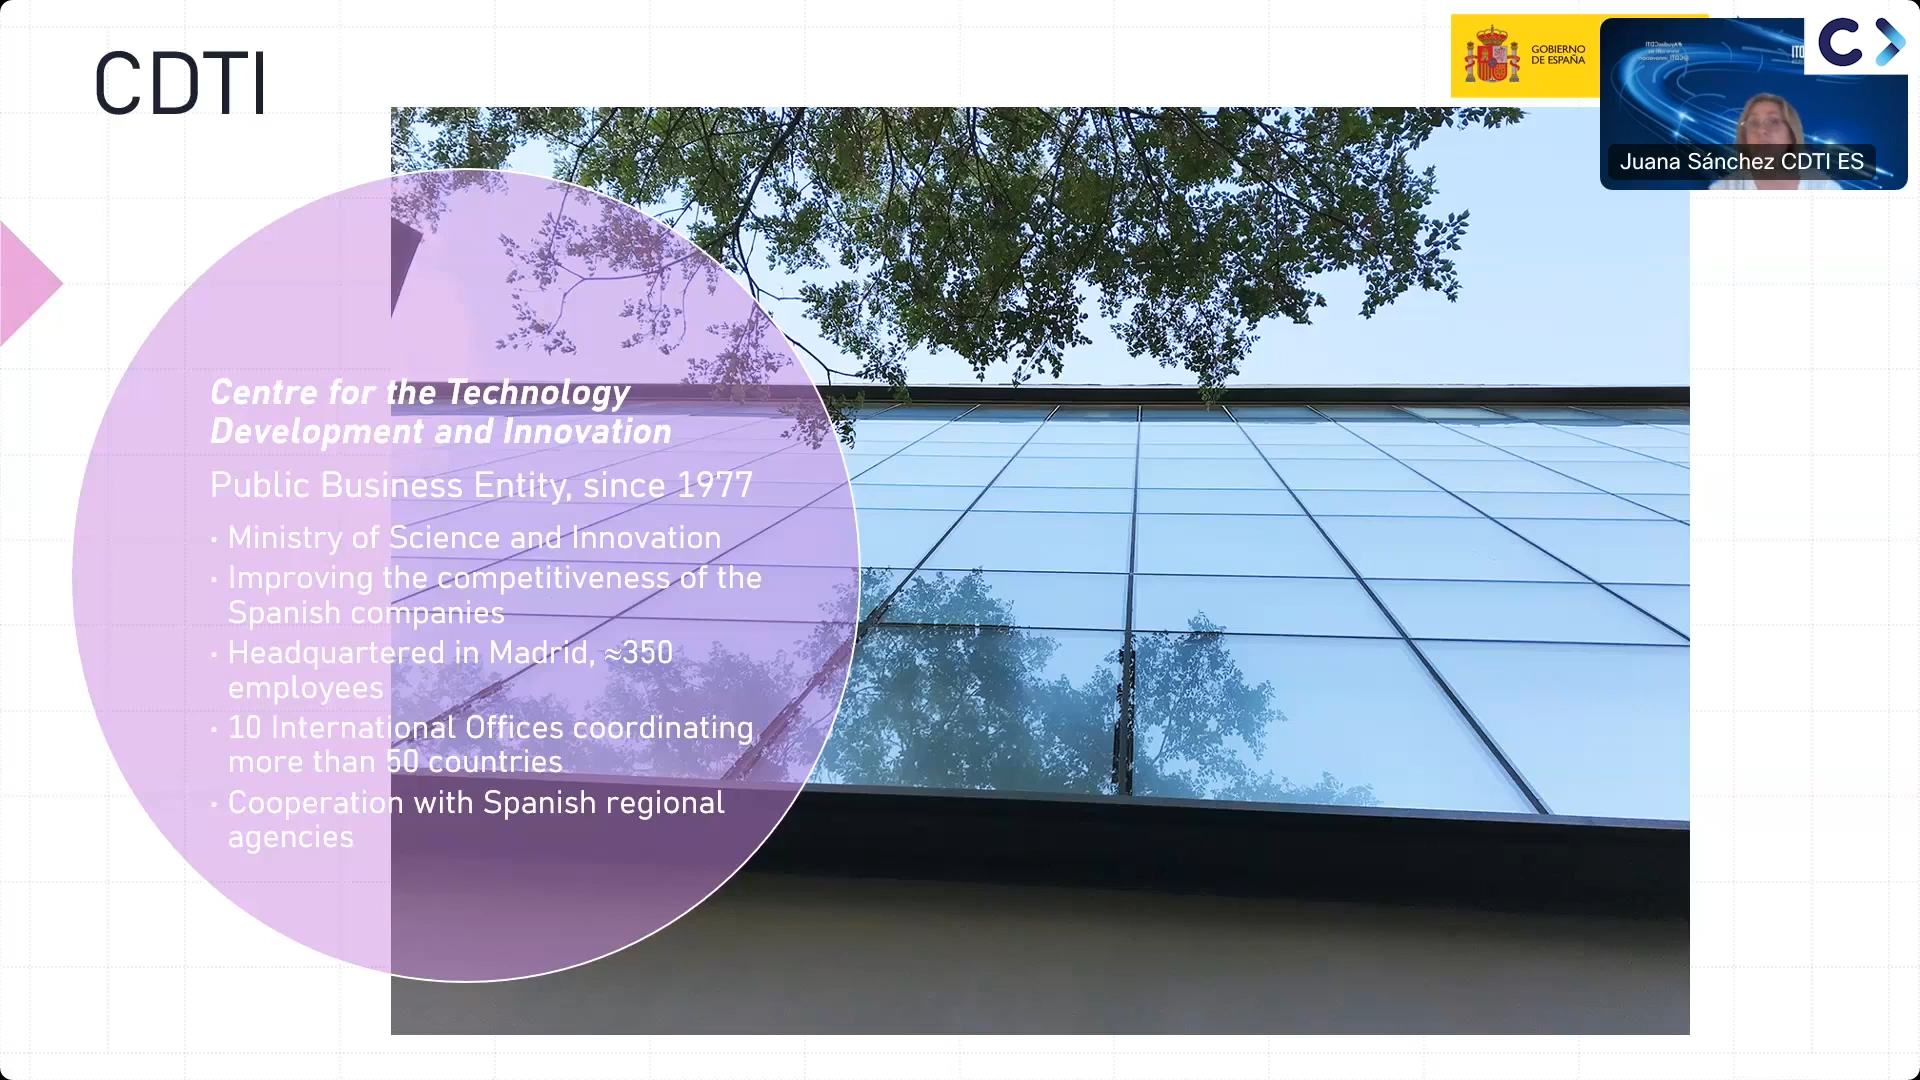 CDTI
GOBIERNO
DE ESPAÑA
Juana Sánchez CDTI ES
Centre for the Technology
Development and Innovation
Public Business Entity, since 1977
· Ministry of Science and Innovation
· Improving the competitiveness of the
Spanish companies
· Headquartered in Madrid, ≈350
employees
· 10 International Offices coordinating
more than 50 countries
· Cooperation with Spanish regional
agencies